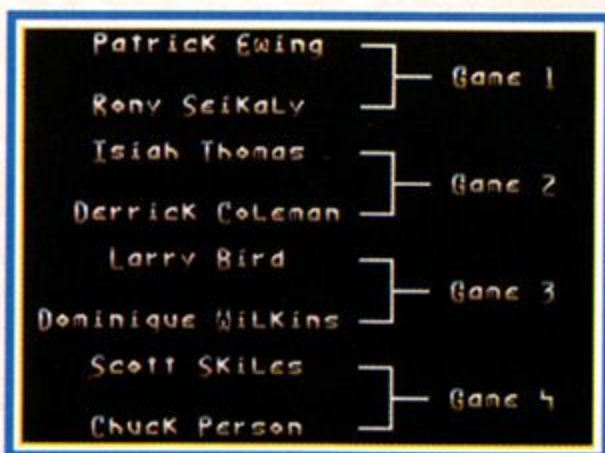 Patrick Ewing
Game 1
Rony Seikaly
Isiah Thomas
Game 2
Derrick Coleman
Larry Bird
Game 3
Dominique Wilkins
Scott Skiles
Game 4
Chuck Person